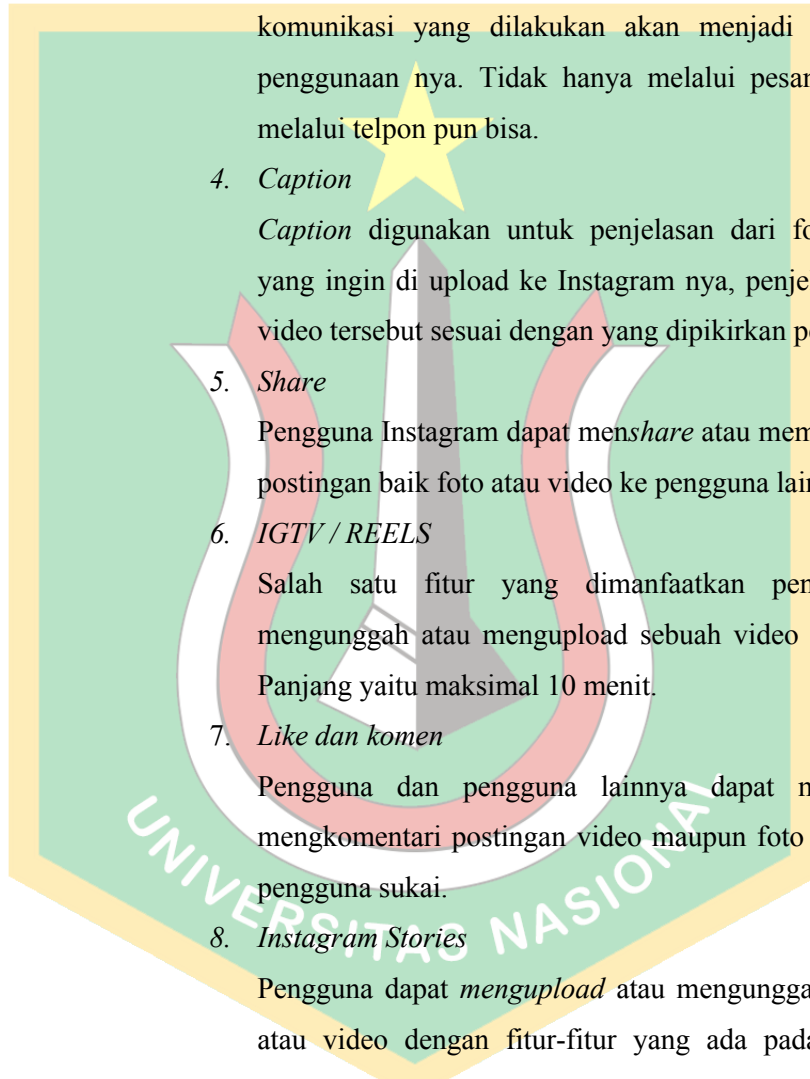 komunikasi yang dilakukan akan menjadi
penggunaan nya. Tidak hanya melalui pesan
melalui telpon pun bisa.
4. Caption
Caption digunakan untuk penjelasan dari fo
yang ingin di upload ke Instagram nya, penje
video tersebut sesuai dengan yang dipikirkan pe
5. Share
Pengguna Instagram dapat menshare atau mem
postingan baik foto atau video ke pengguna lain
6. IGTV / REELS
Salah satu fitur yang dimanfaatkan pen
mengunggah atau mengupload sebuah video
Panjang yaitu maksimal 10 menit.
7. Like dan komen
Pengguna dan pengguna lainnya dapat m
mengkomentari postingan video maupun foto
pengguna sukai.
8. Instagram Stories
Pengguna dapat mengupload atau mengungga
atau video dengan fitur-fitur yang ada pada
UNIVERSITAS NASIONAL